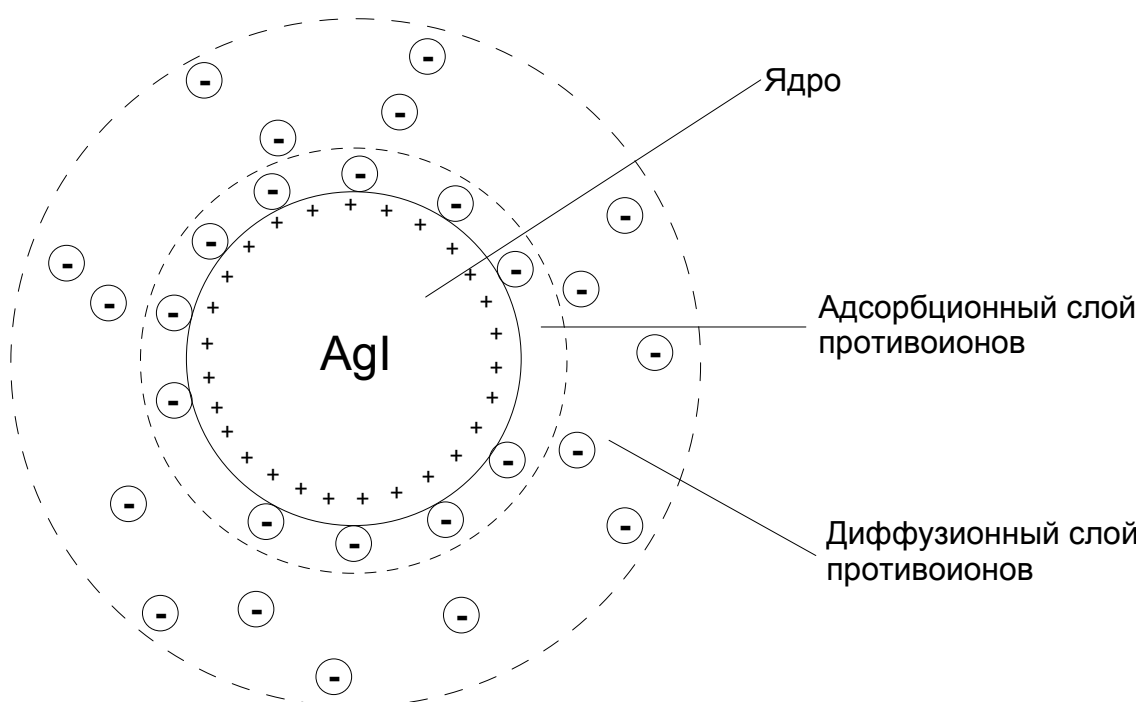 Ядро
Адсорбционный слой
противоионов
AgI
Диффузионный слой
противоионов